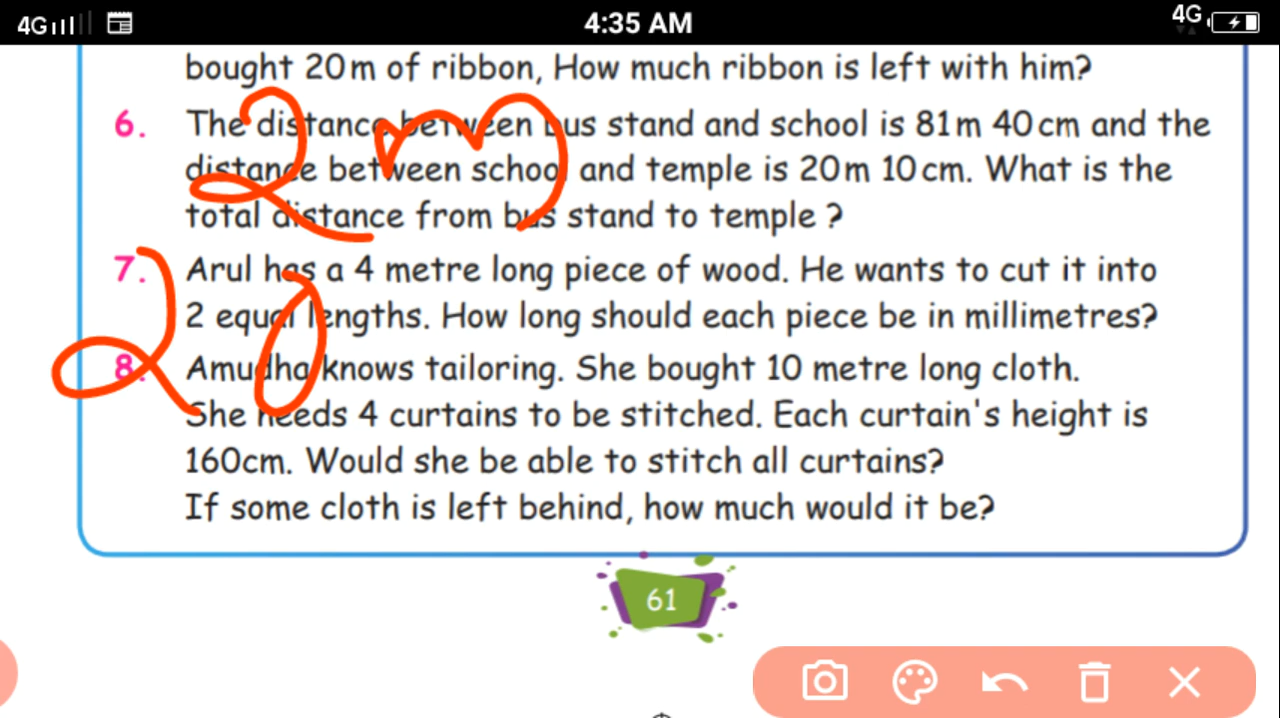 4G 4:35 AM 4G
bought 20m of ribbon, How much ribbon is left with him?
6. The distance between bus stand and school is 81m 40cm and the
distance between school and temple is 20m 10cm. What is the
total distance from bus stand to temple ?
7. Arul has a 4 metre long piece of wood. He wants to cut it into
2 equal lengths. How long should each piece be in millimetres?
8. Amudha knows tailoring. She bought 10 metre long cloth.
She needs 4 curtains to be stitched. Each curtain's height is
160cm. Would she be able to stitch all curtains?
If some cloth is left behind, how much would it be?
61